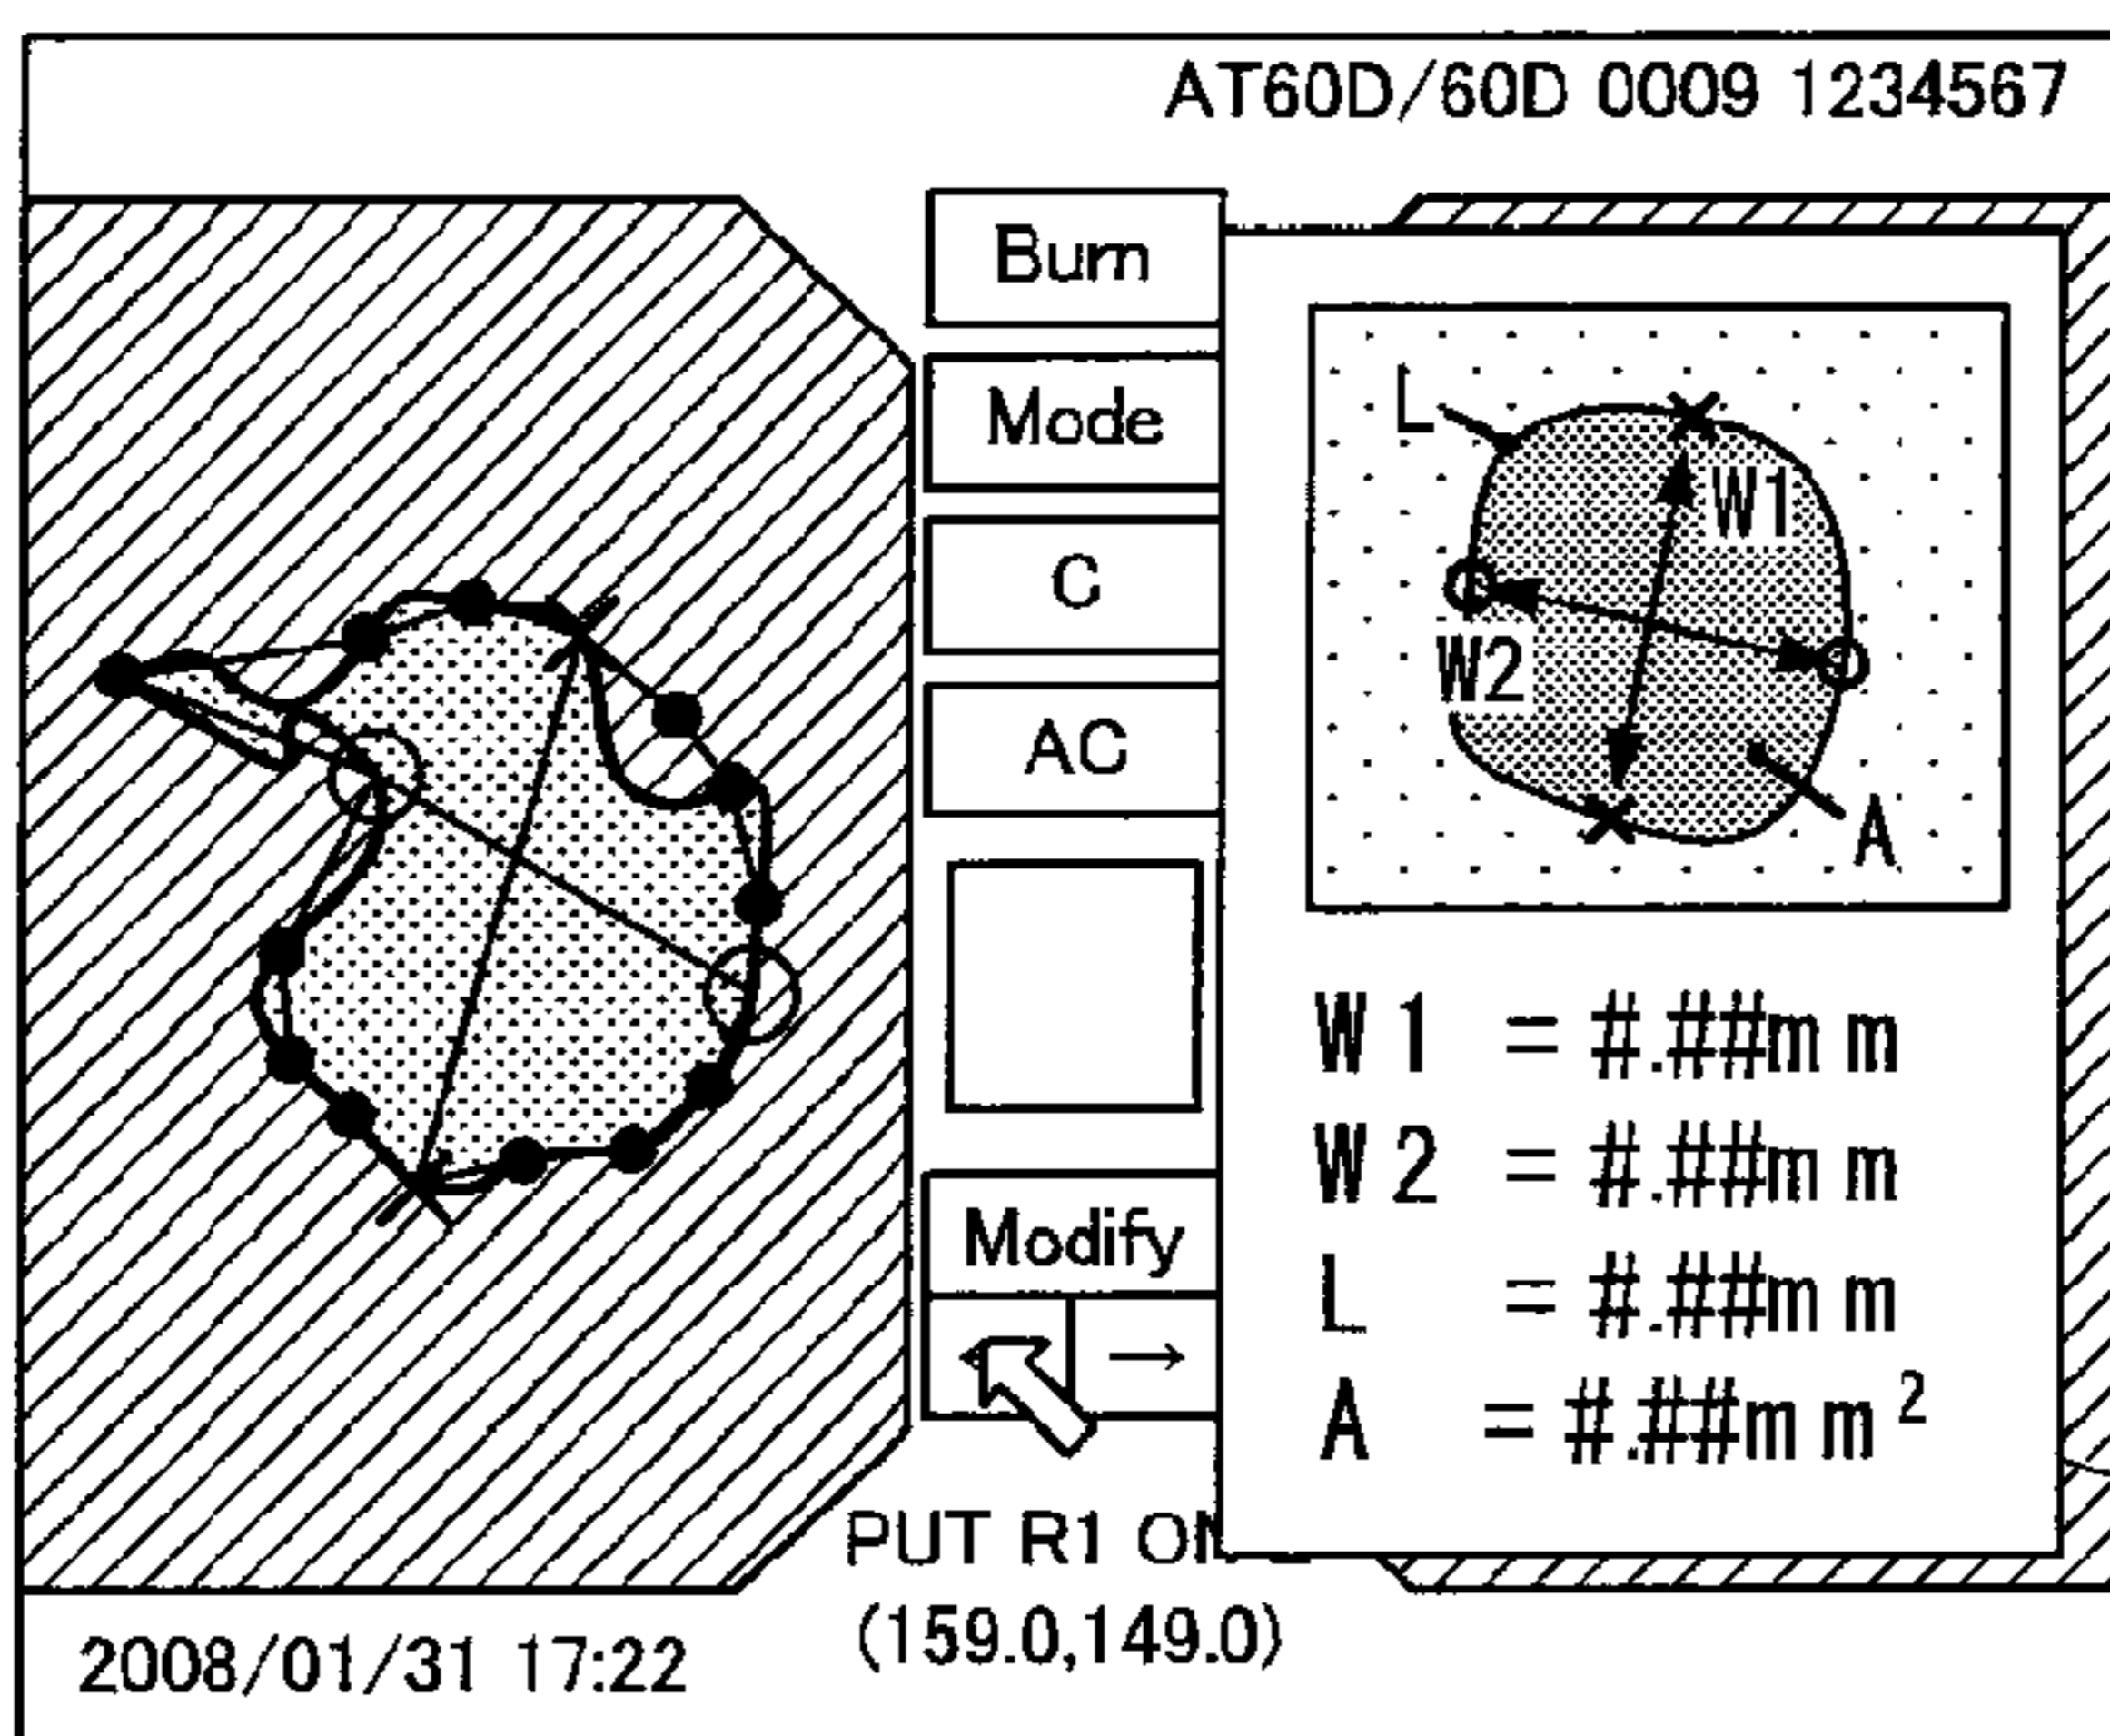 AT60D/60D 0009 1234567
Burn
Mode
C
AC
Modify
← →
L
W1
W2
A
W1 = #.##mm
W2 = #.##mm
L = #.##mm
A = #.##mm²
PUT R1 ON
(159.0,149.0)
2008/01/31 17:22